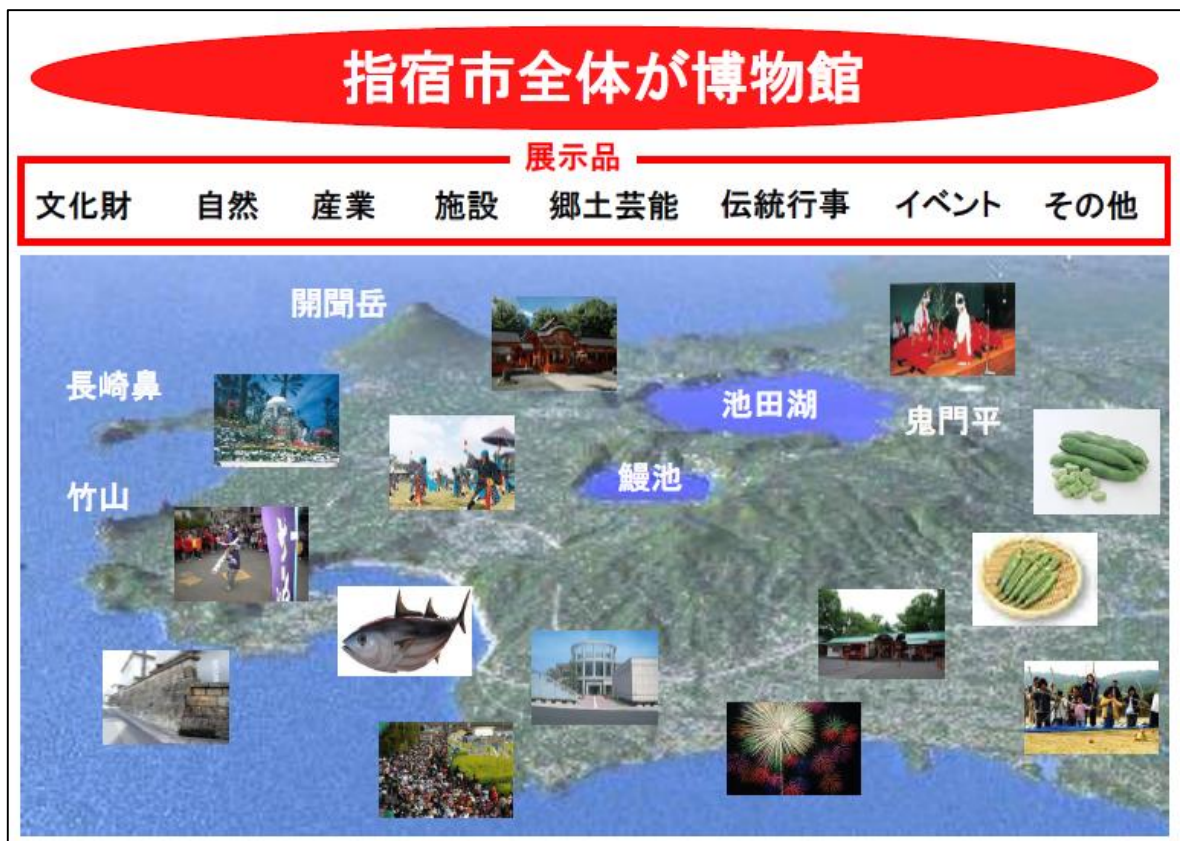 指宿市全体が博物館
展示品
文化財 自然 産業 施設 郷土芸能 伝統行事 イベント その他
開聞岳
長崎鼻
池田湖
鬼門平
鰻池
竹山